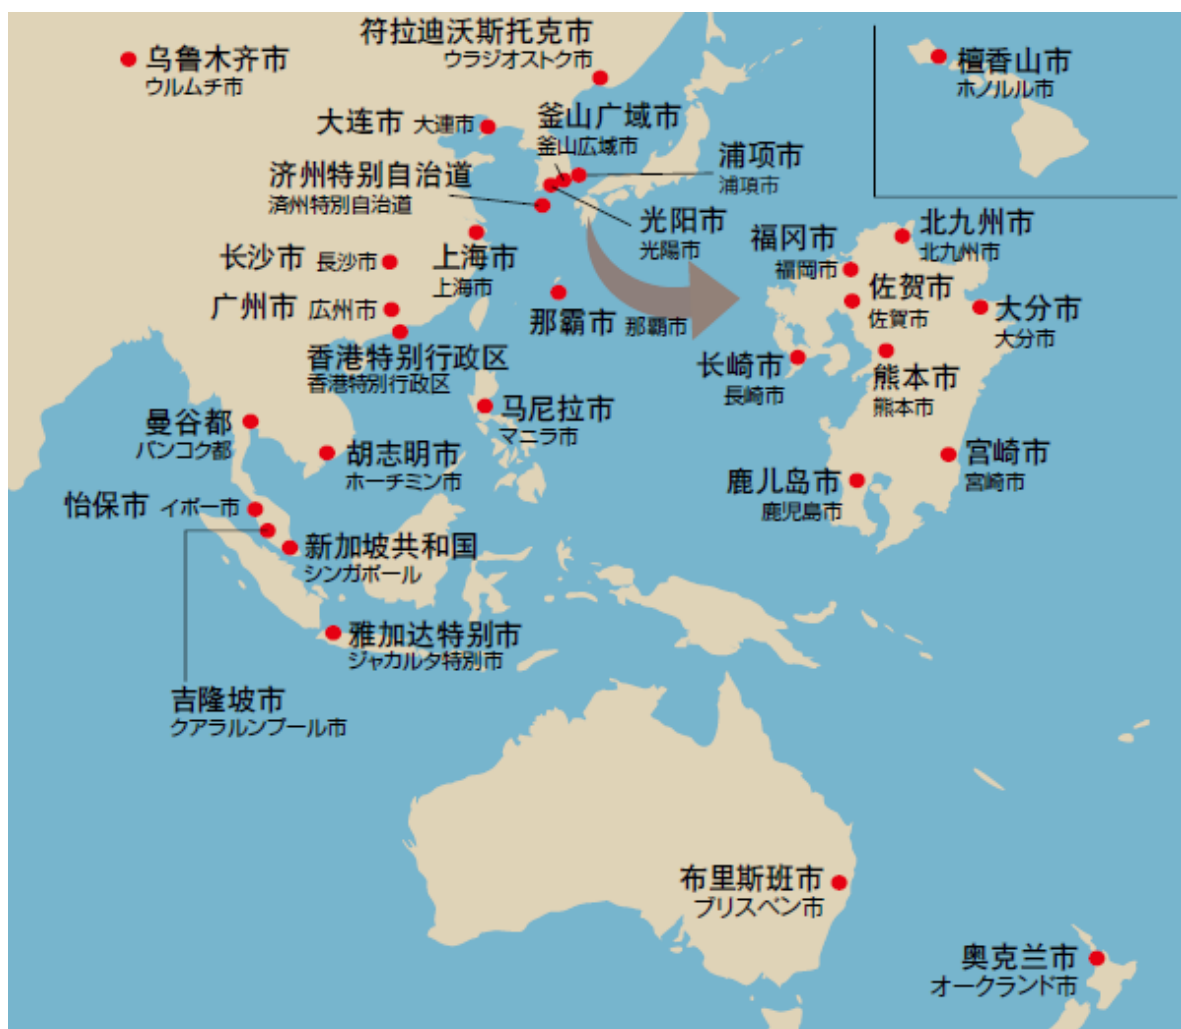 符拉迪沃斯托克市
ウラジオストク市
乌鲁木齐市
ウルムチ市
檀香山市
ホノルル市
大连市 大連市
釜山广域市
釜山広域市
浦项市
浦項市
济州特别自治道
済州特別自治道
光阳市
光陽市
北九州市
北九州市
福冈市
福岡市
长沙市 長沙市
上海市
上海市
佐贺市
佐賀市
大分市
大分市
广州市 広州市
那霸市 那覇市
香港特别行政区
香港特別行政区
长崎市
長崎市
熊本市
熊本市
曼谷都
バンコク都
马尼拉市
マニラ市
胡志明市
ホーチミン市
宫崎市
宮崎市
鹿儿岛市
鹿児島市
怡保市 イポー市
新加坡共和国
シンガポール
雅加达特别市
ジャカルタ特別市
吉隆坡市
クアラルンプール市
布里斯班市
ブリスベン市
奥克兰市
オークランド市